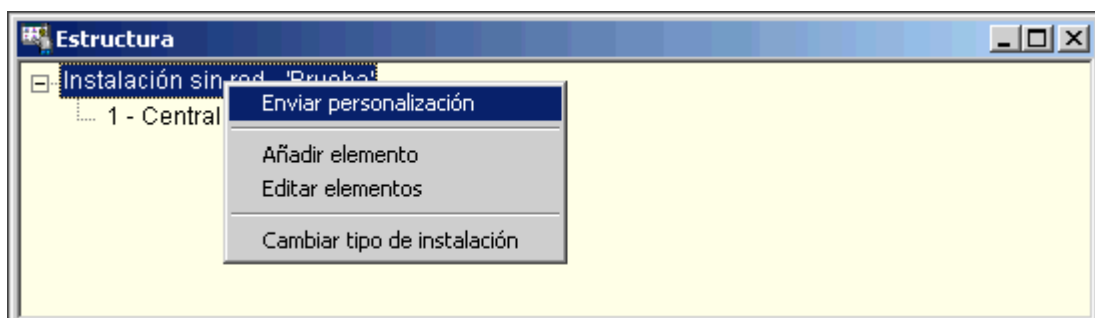 Estructura
Instalación sin red - 'Prueba'
1 - Central
Enviar personalización
Añadir elemento
Editar elementos
Cambiar tipo de instalación